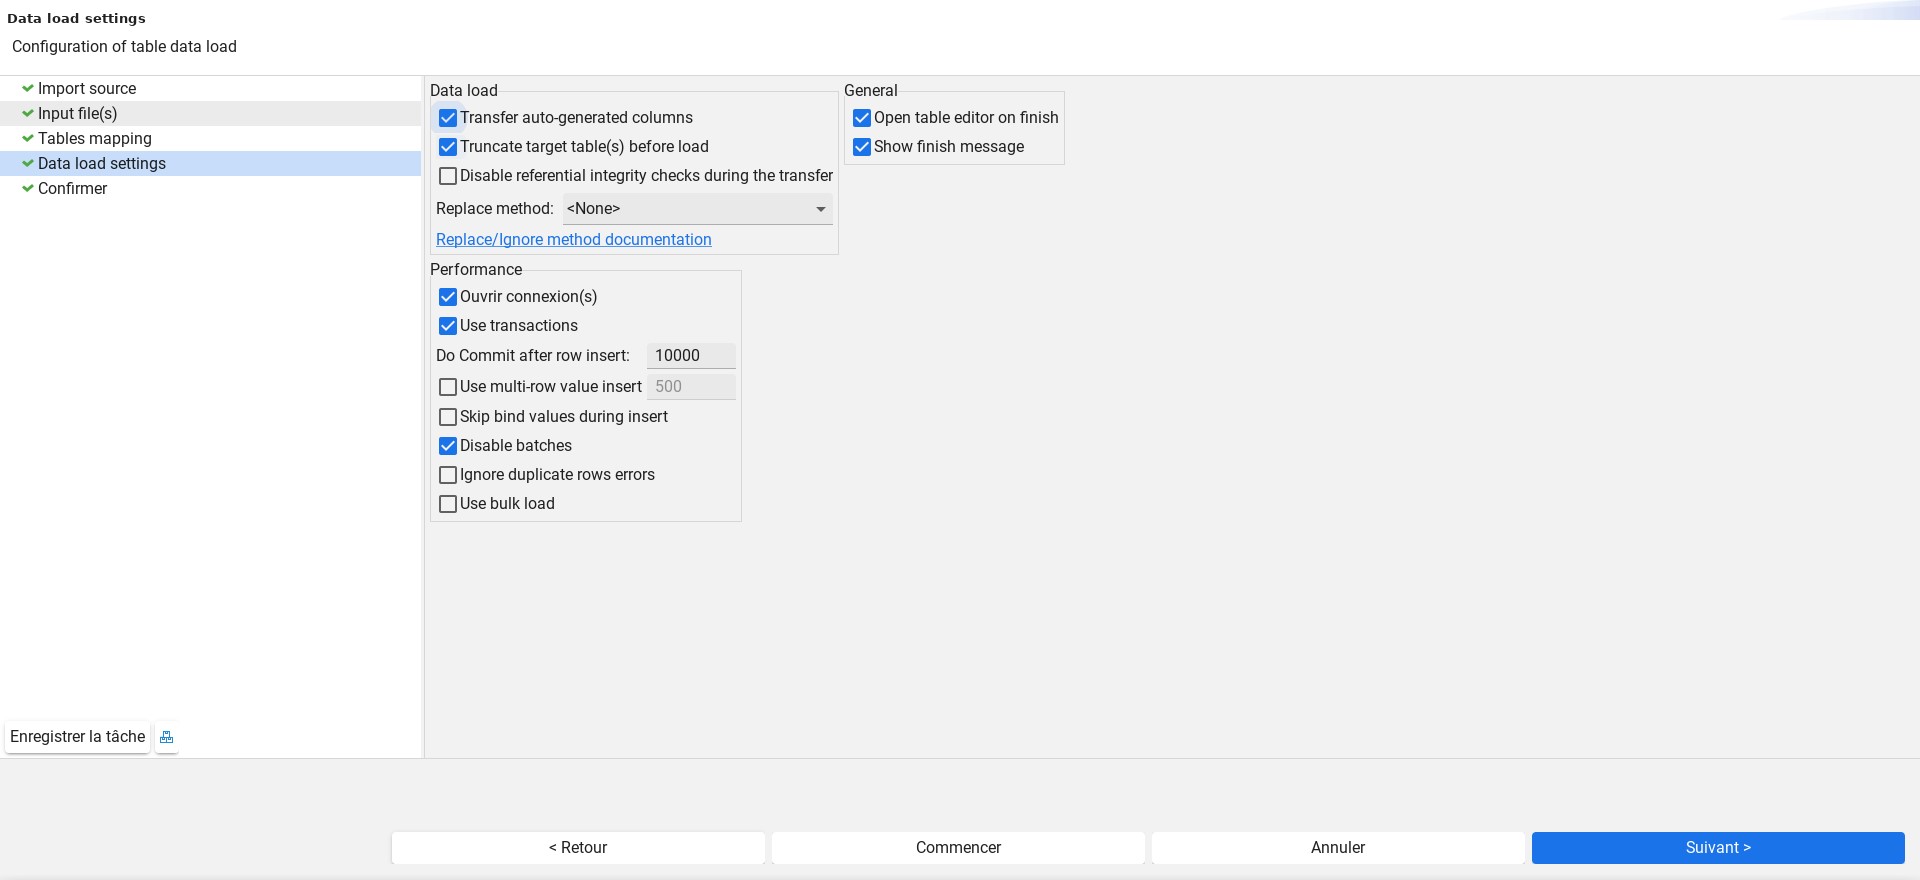 Data load settings
Configuration of table data load
Import source
Input file(s)
Tables mapping
Data load settings
Confirmer
Enregistrer la tâche
Data load
Transfer auto-generated columns
Truncate target table(s) before load
Disable referential integrity checks during the transfer
Replace method: <None>
Replace/Ignore method documentation
General
Open table editor on finish
Show finish message
Performance
Ouvrir connexion(s)
Use transactions
Do Commit after row insert: 10000
Use multi-row value insert 500
Skip bind values during insert
Disable batches
Ignore duplicate rows errors
Use bulk load
< Retour
Commencer
Annuler
Suivant >